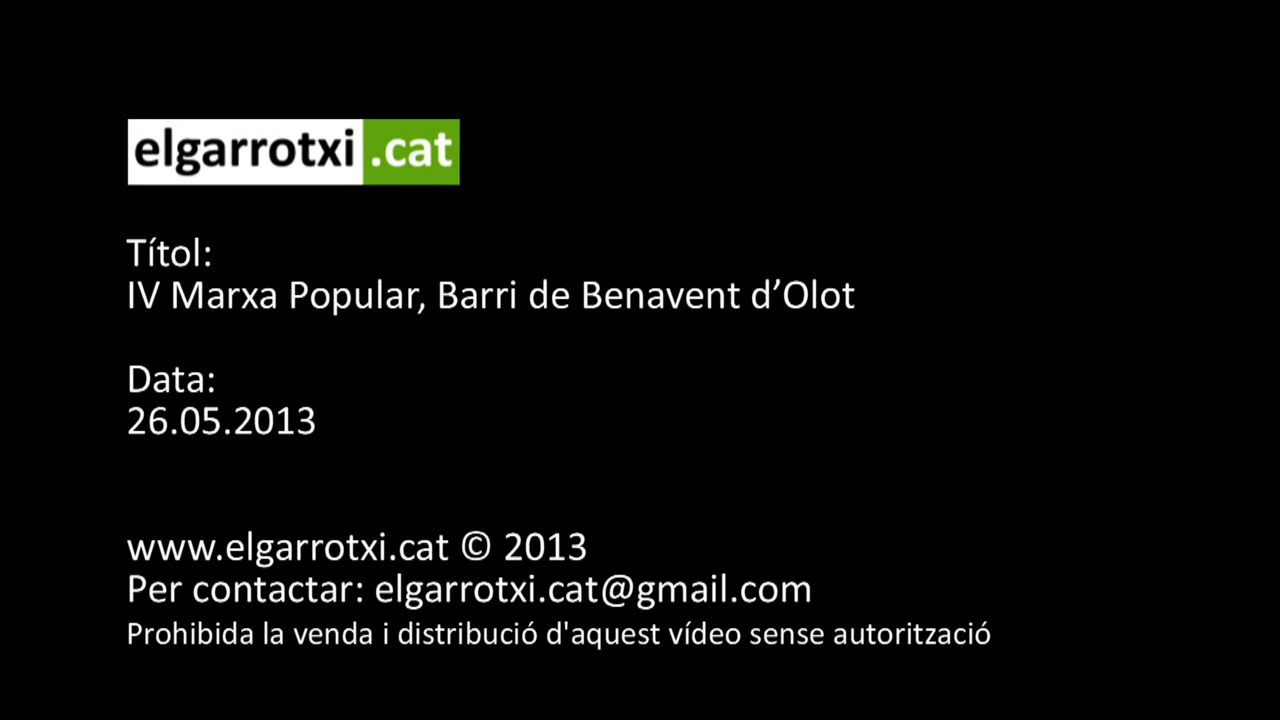 elgarrotxi.cat
Títol:
IV Marxa Popular, Barri de Benavent d’Olot
Data:
26.05.2013
www.elgarrotxi.cat © 2013
Per contactar: elgarrotxi.cat@gmail.com
Prohibida la venda i distribució d'aquest vídeo sense autorització